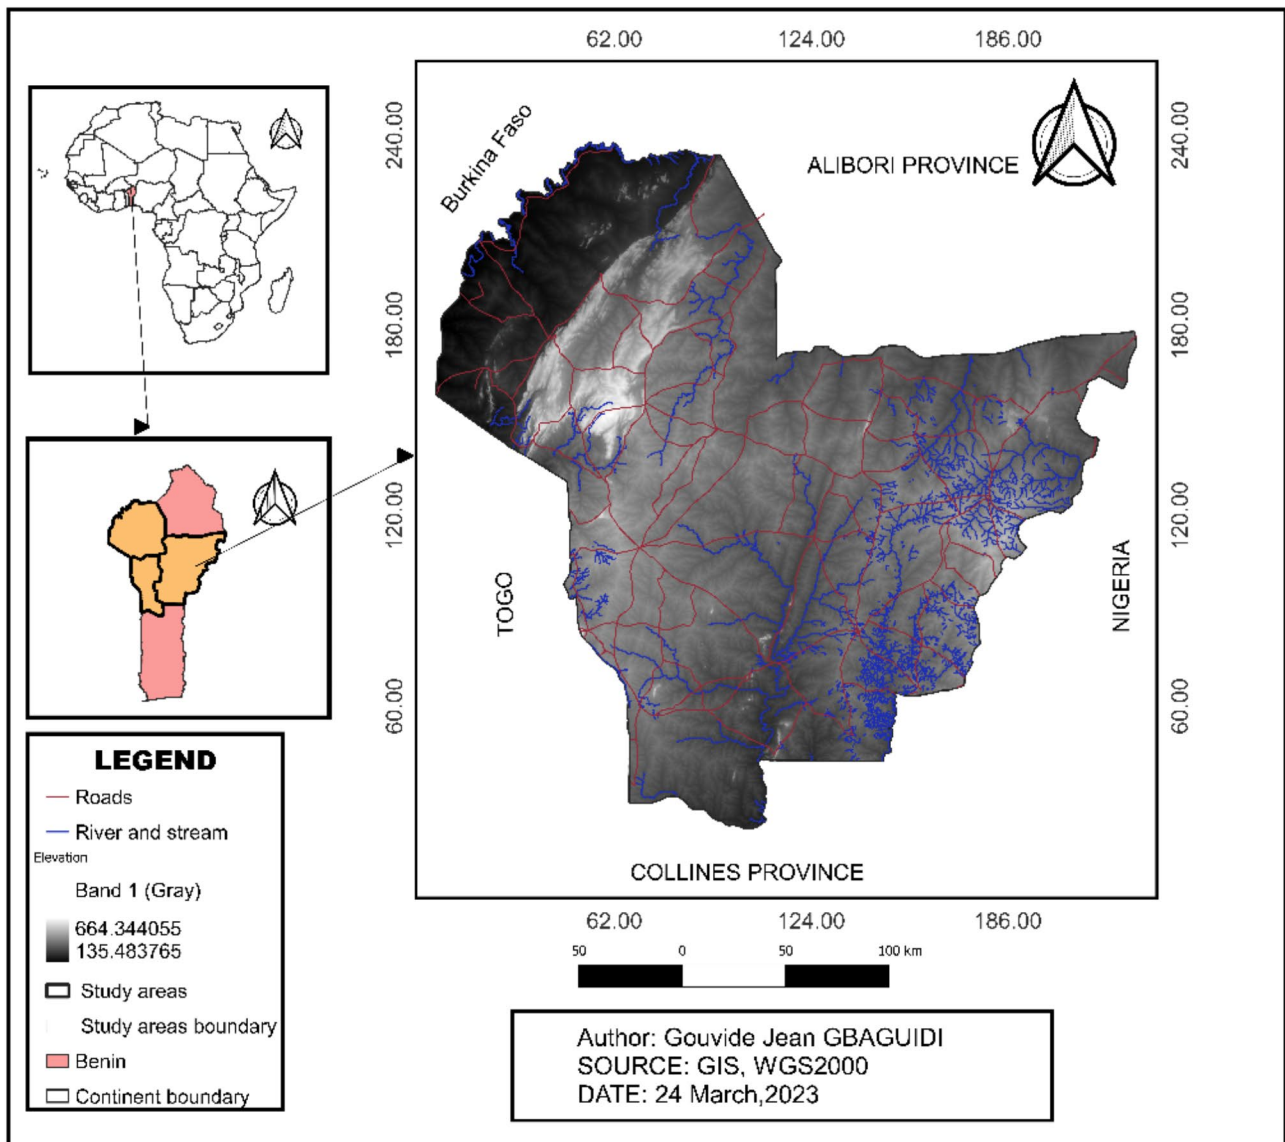 62.00 124.00 186.00
240.00
240.00
Burkina Faso
ALIBORI PROVINCE
180.00
180.00
120.00
120.00
TOGO
NIGERIA
60.00
60.00
COLLINES PROVINCE
62.00 124.00 186.00
50 0 50 100 km
LEGEND
Roads
River and stream
Elevation
Band 1 (Gray)
664.344055
135.483765
Study areas
Study areas boundary
Benin
Continent boundary
Author: Gouvide Jean GBAGUIDI
SOURCE: GIS, WGS2000
DATE: 24 March,2023